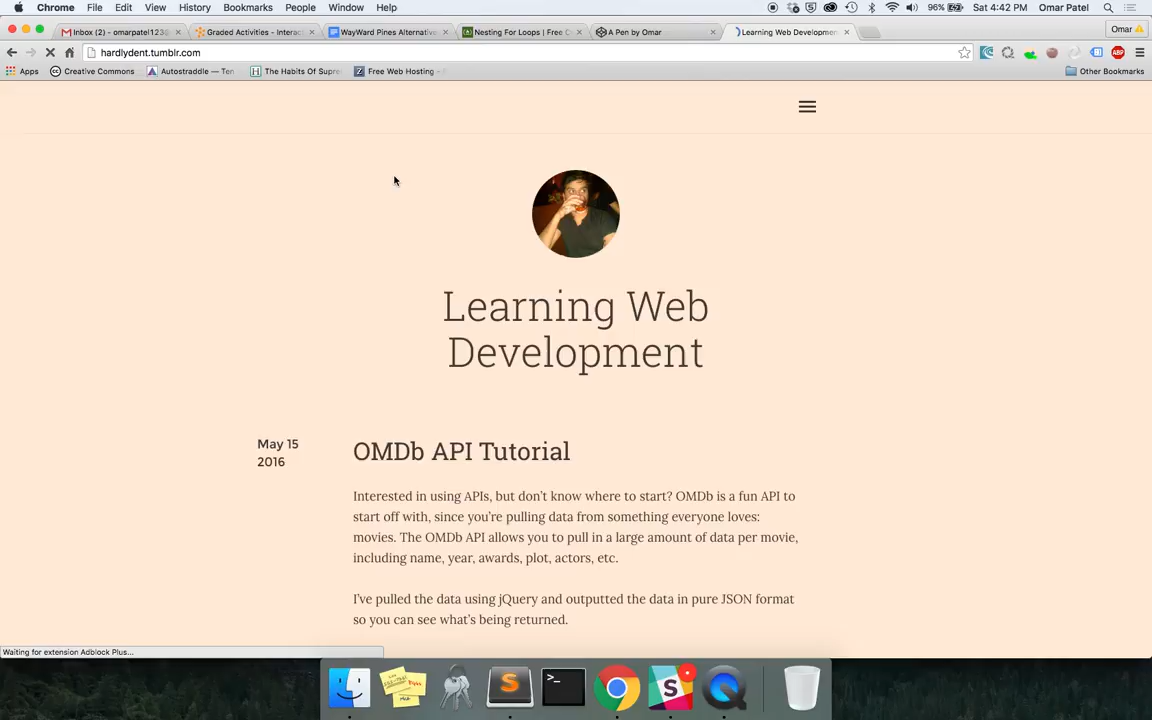 Chrome File Edit View History Bookmarks People Window Help 96% Sat 4:42 PM Omar Patel
Inbox (2) - omarpatel123@ Graded Activities - Interac WayWard Pines Alternative Nesting For Loops | Free C A Pen by Omar Learning Web Developmen Omar
hardlydent.tumblr.com
Apps Creative Commons Autostraddle — Ten The Habits Of Supre Free Web Hosting - Other Bookmarks
Learning Web
Development
May 15
2016
OMDb API Tutorial
Interested in using APIs, but don't know where to start? OMDb is a fun API to
start off with, since you're pulling data from something everyone loves:
movies. The OMDb API allows you to pull in a large amount of data per movie,
including name, year, awards, plot, actors, etc.
I've pulled the data using jQuery and outputted the data in pure JSON format
so you can see what's being returned.
Waiting for extension Adblock Plus...